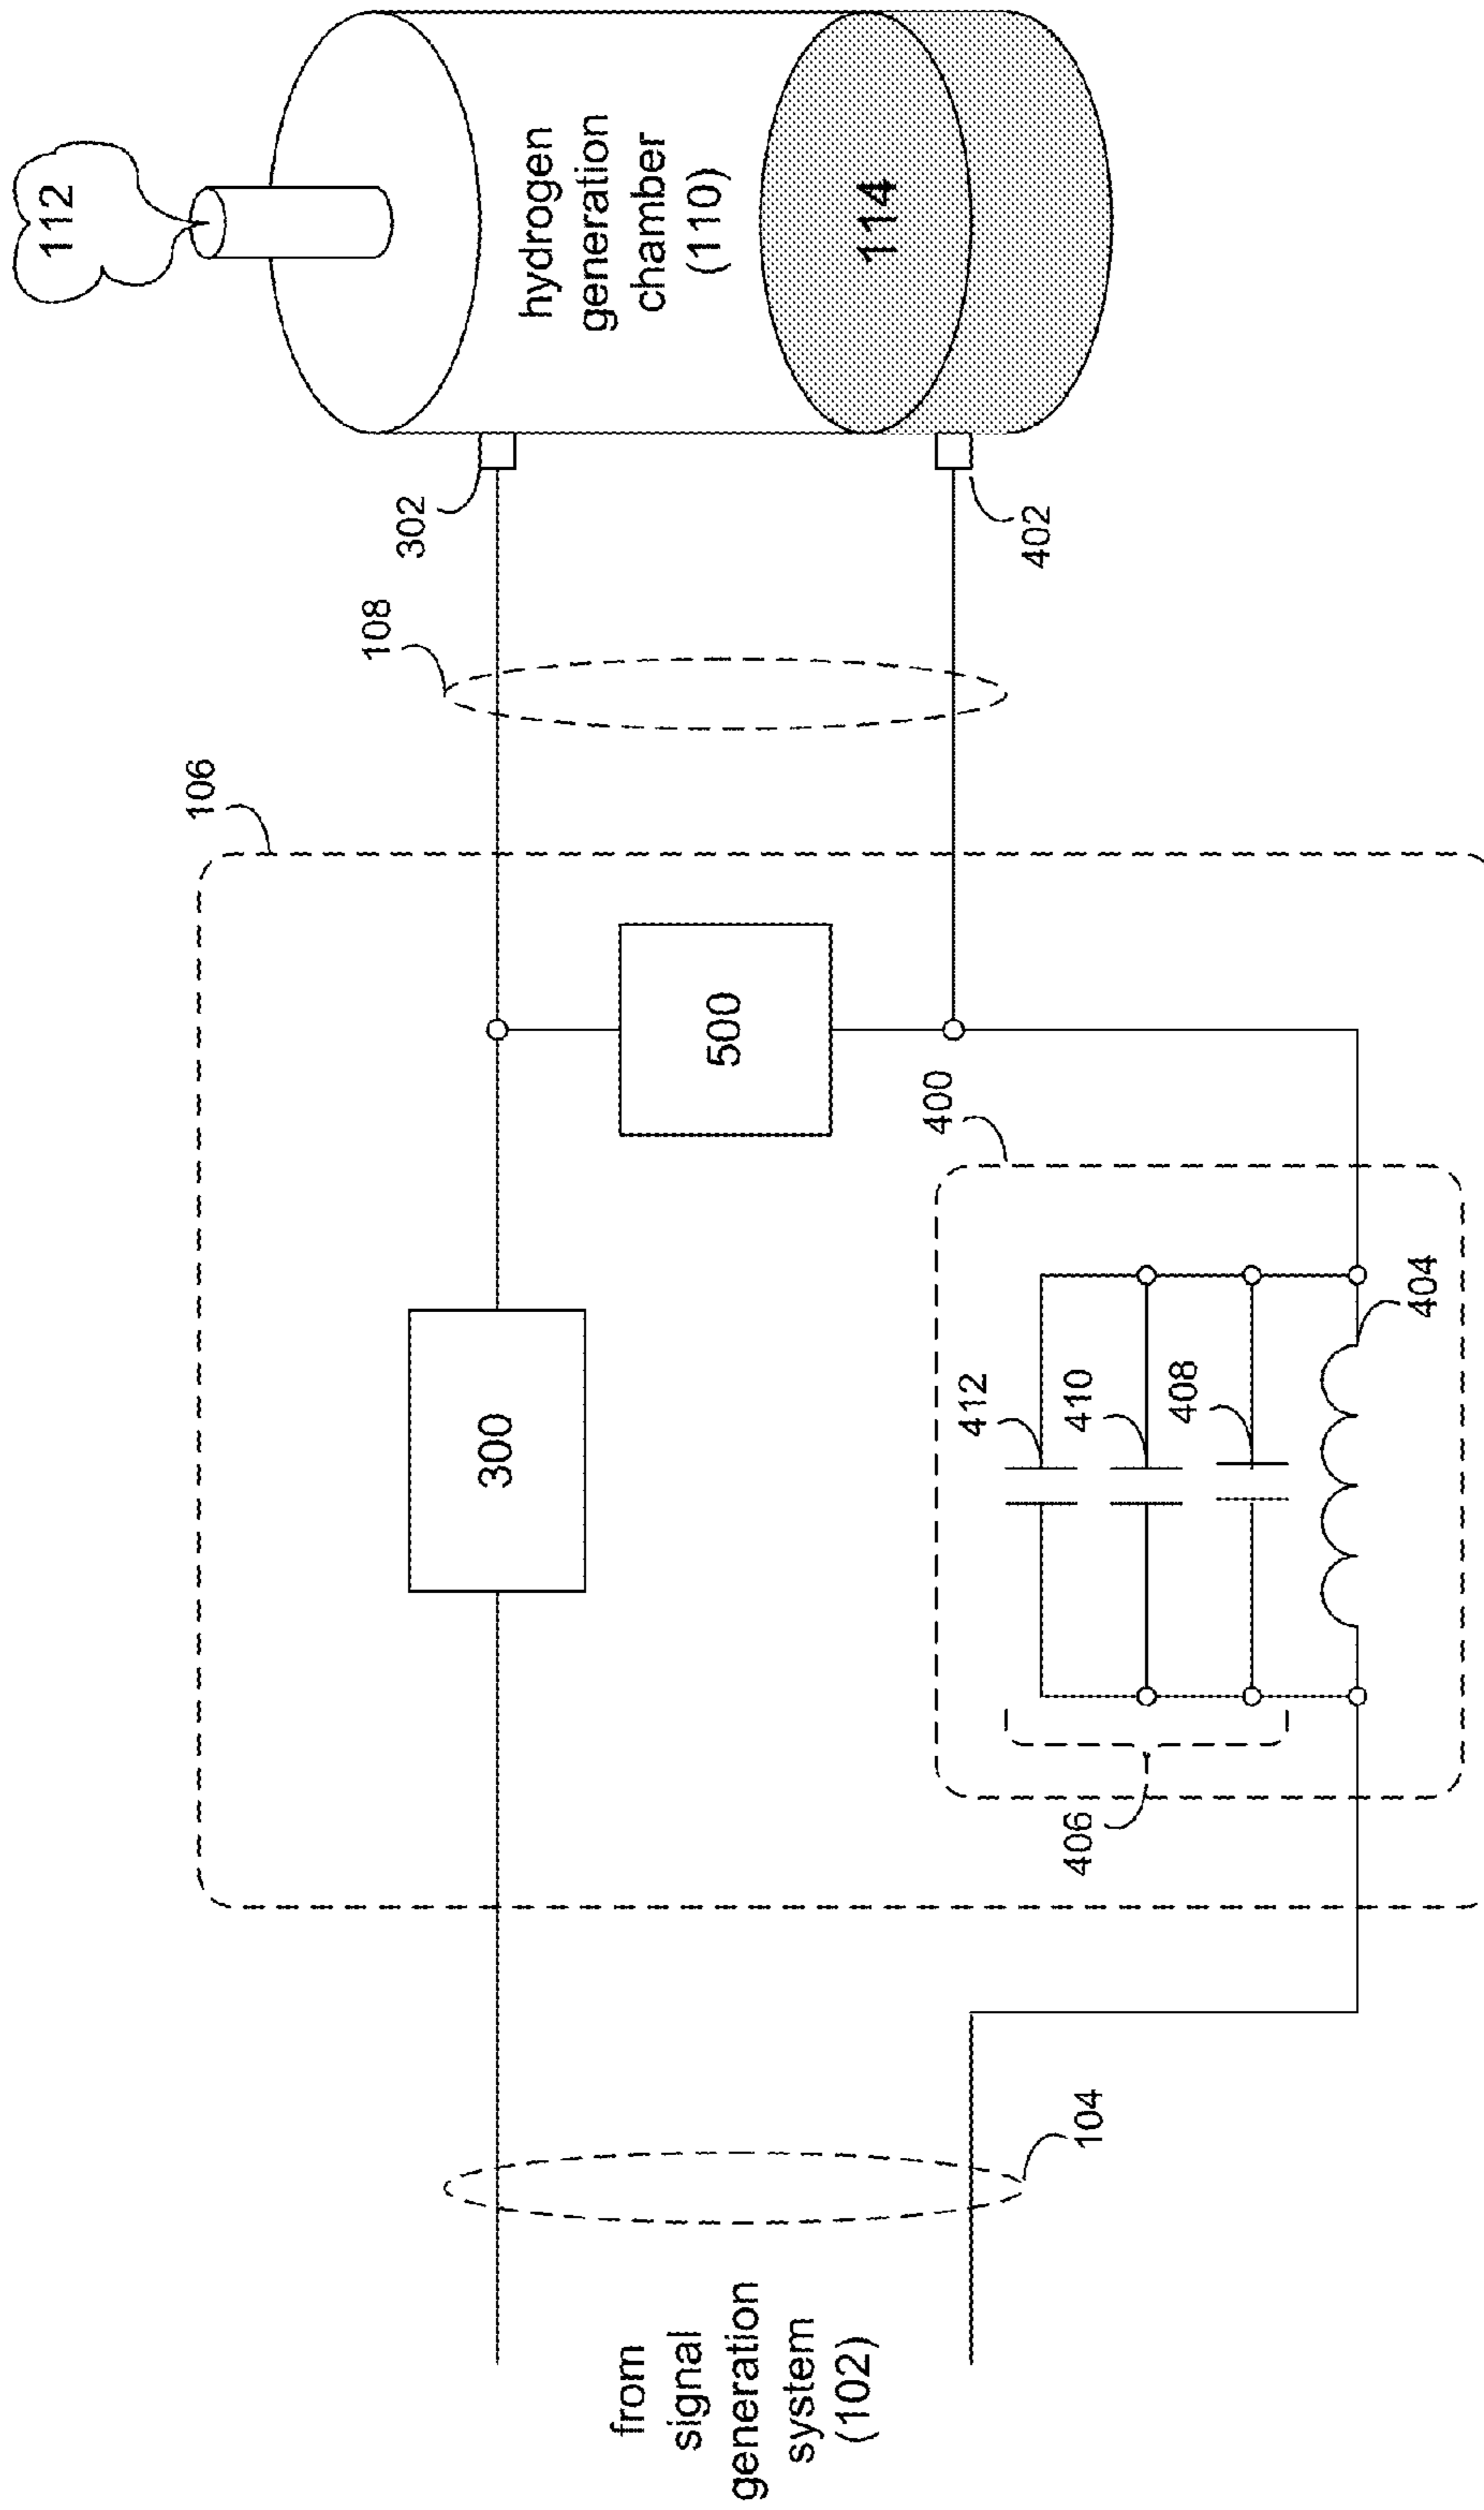 112
hydrogen
generation
chamber
(110)
114
302
402
108
106
500
400
300
412
410
408
404
406
104
from
signal
generation
system
(102)